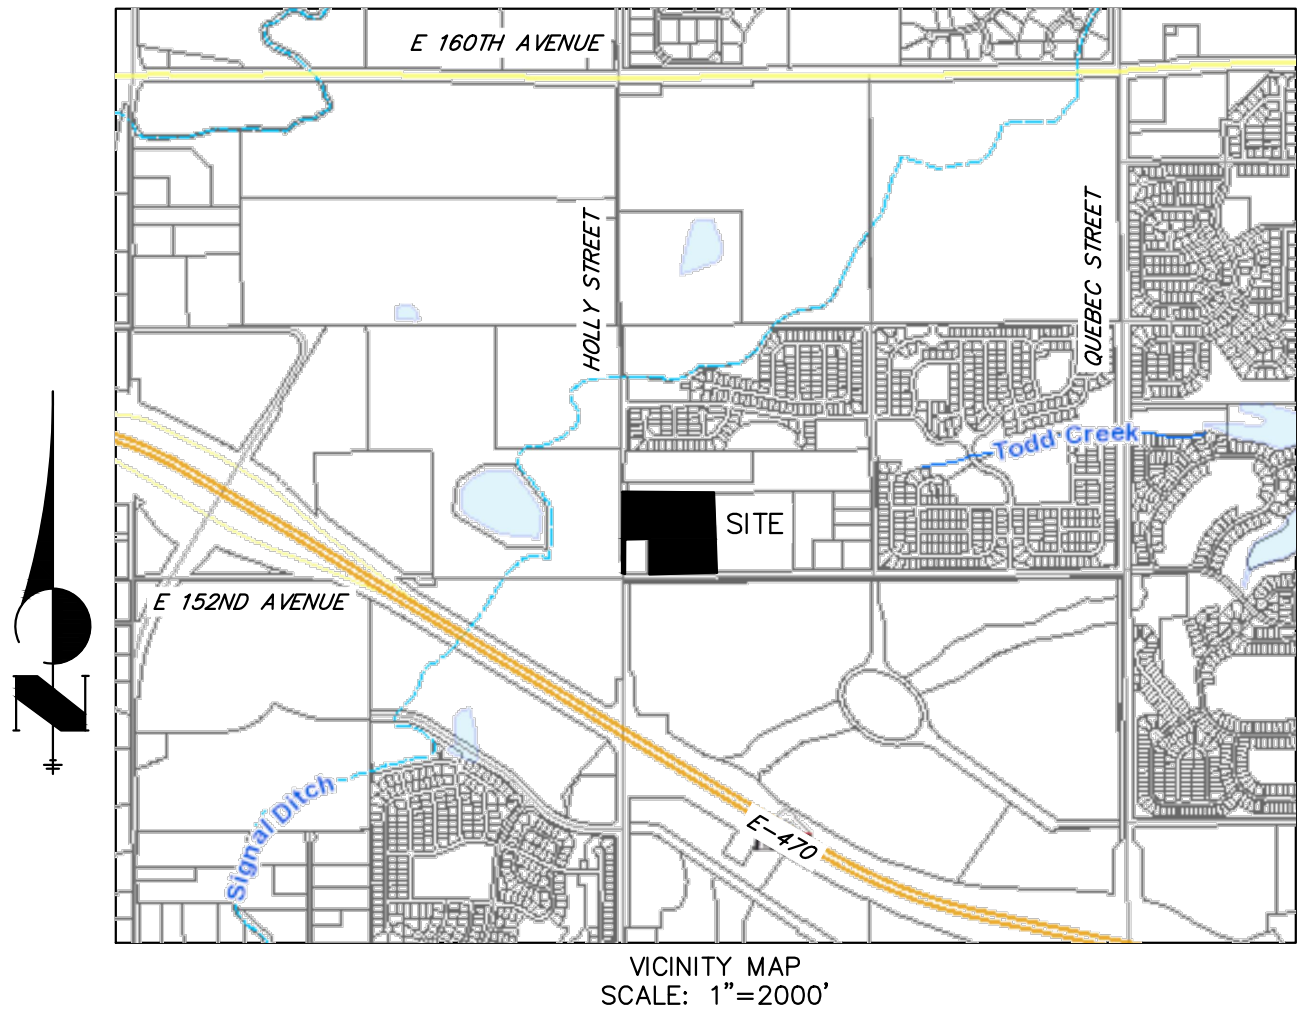 E 160TH AVENUE
HOLLY STREET
QUEBEC STREET
Todd Creek
SITE
E 152ND AVENUE
Signal Ditch
E-470
N
VICINITY MAP
SCALE: 1"=2000'